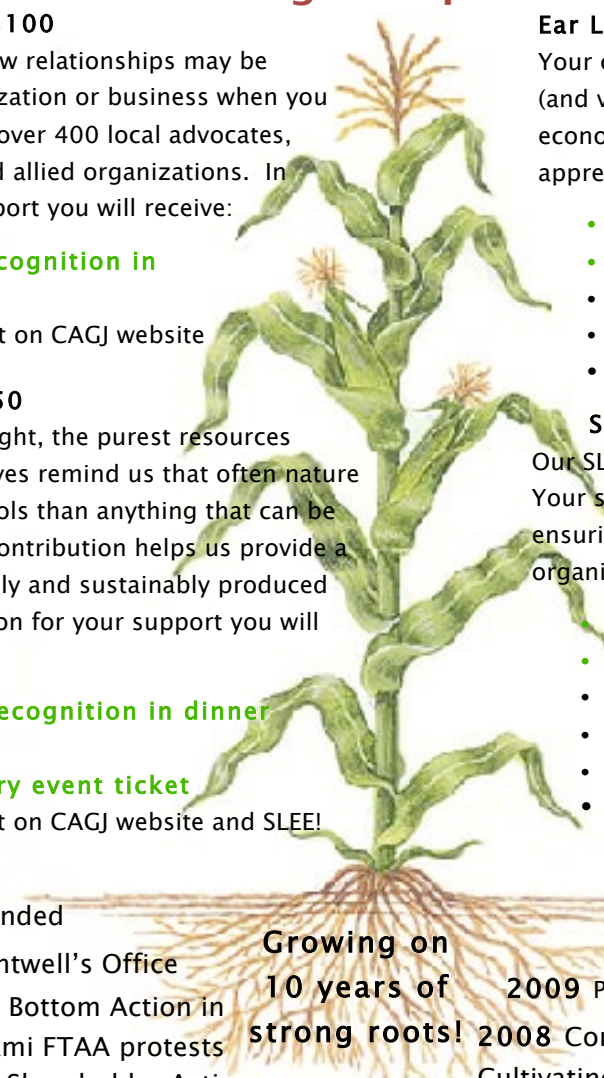 $100
w relationships may be
zation or business when you
over 400 local advocates,
d allied organizations. In
port you will receive:
cognition in
t on CAGJ website
50
ght, the purest resources
ves remind us that often nature
ols than anything that can be
ontribution helps us provide a
ly and sustainably produced
on for your support you will
ecognition in dinner
ry event ticket
t on CAGJ website and SLEE!
Ear L
Your
(and v
econo
appre
•
•
•
•
•
S
Our SL
Your s
ensuri
organi
•
•
•
•
•
•
nded
ntwell's Office
Bottom Action in
ami FTAA protests
Growing on
10 years of
strong roots!
2009 P
2008 Con
Cultivatin